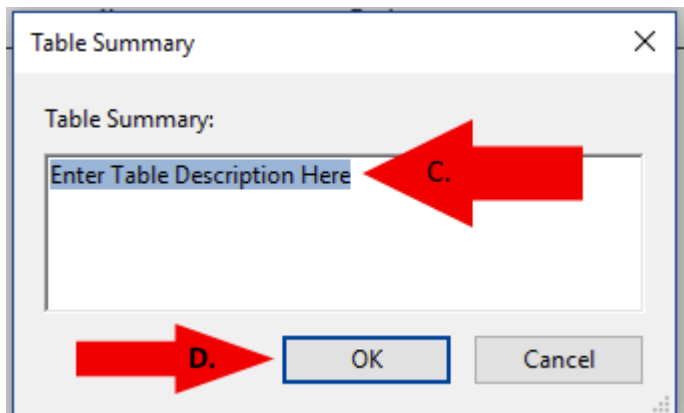 Table Summary
Table Summary:
Enter Table Description Here
C.
D.
OK
Cancel